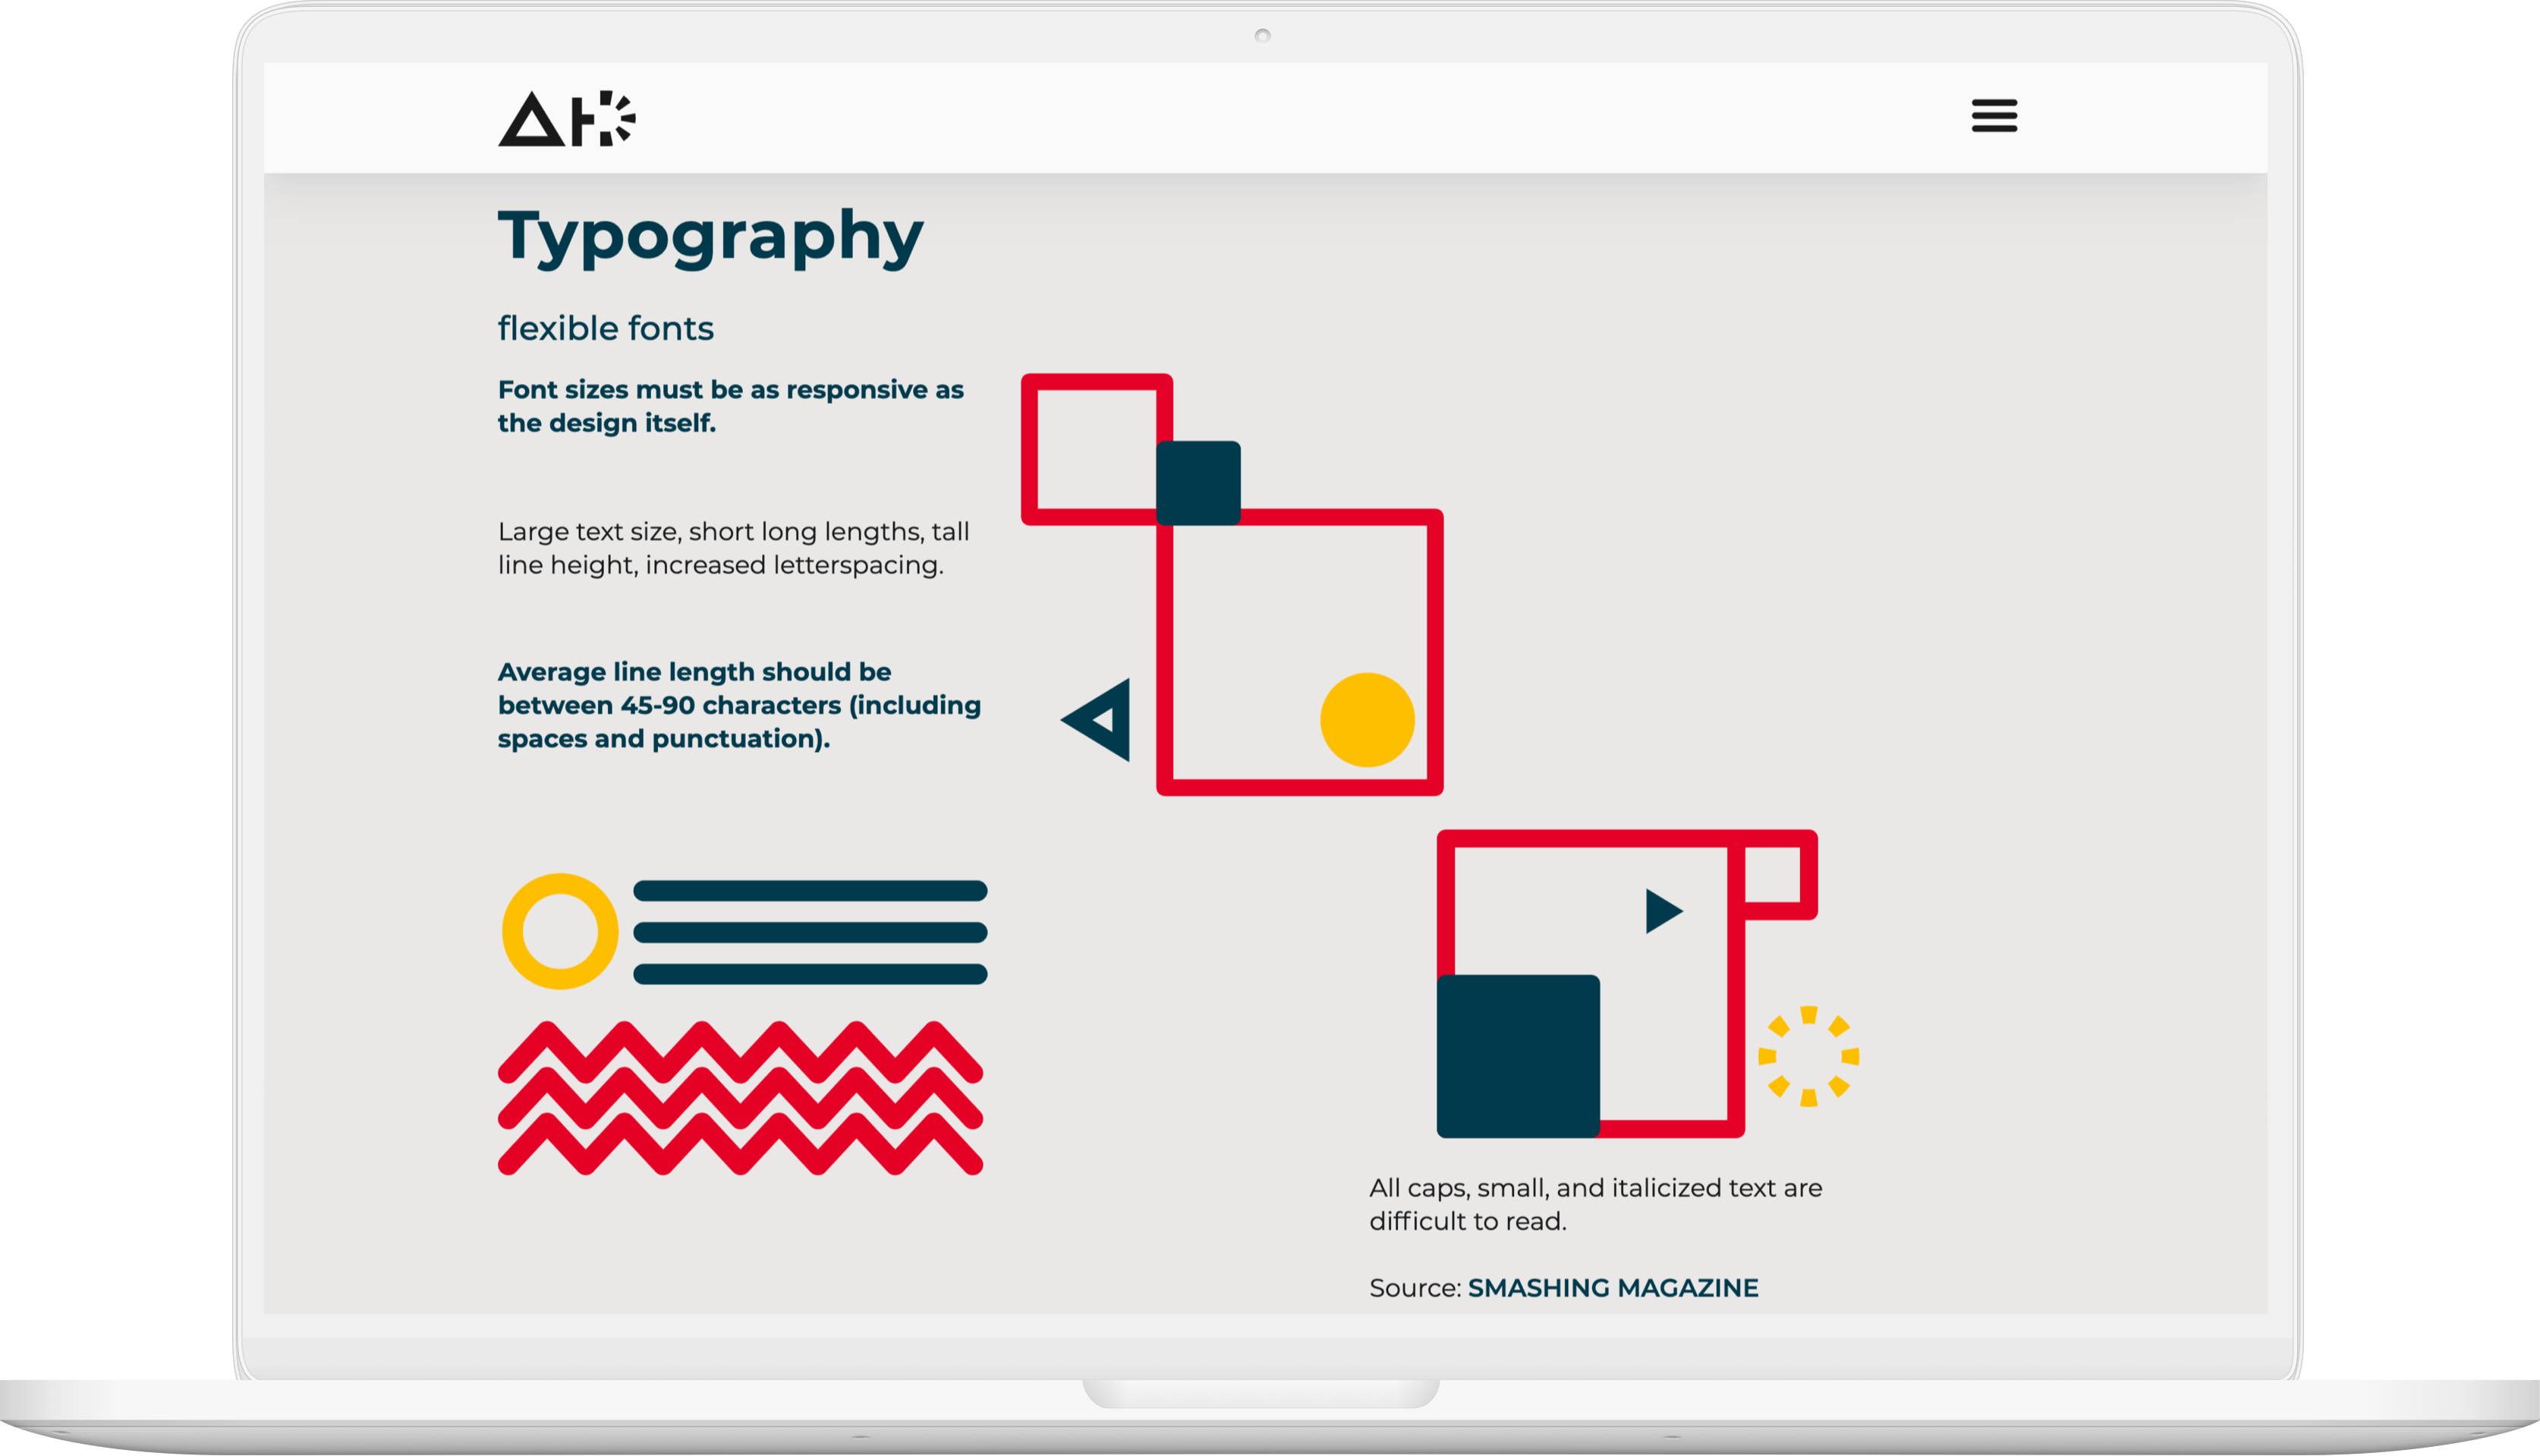 Typography
flexible fonts
Font sizes must be as responsive as
the design itself.
Large text size, short long lengths, tall
line height, increased letterspacing.
Average line length should be
between 45-90 characters (including
spaces and punctuation).
All caps, small, and italicized text are
difficult to read.
Source: SMASHING MAGAZINE